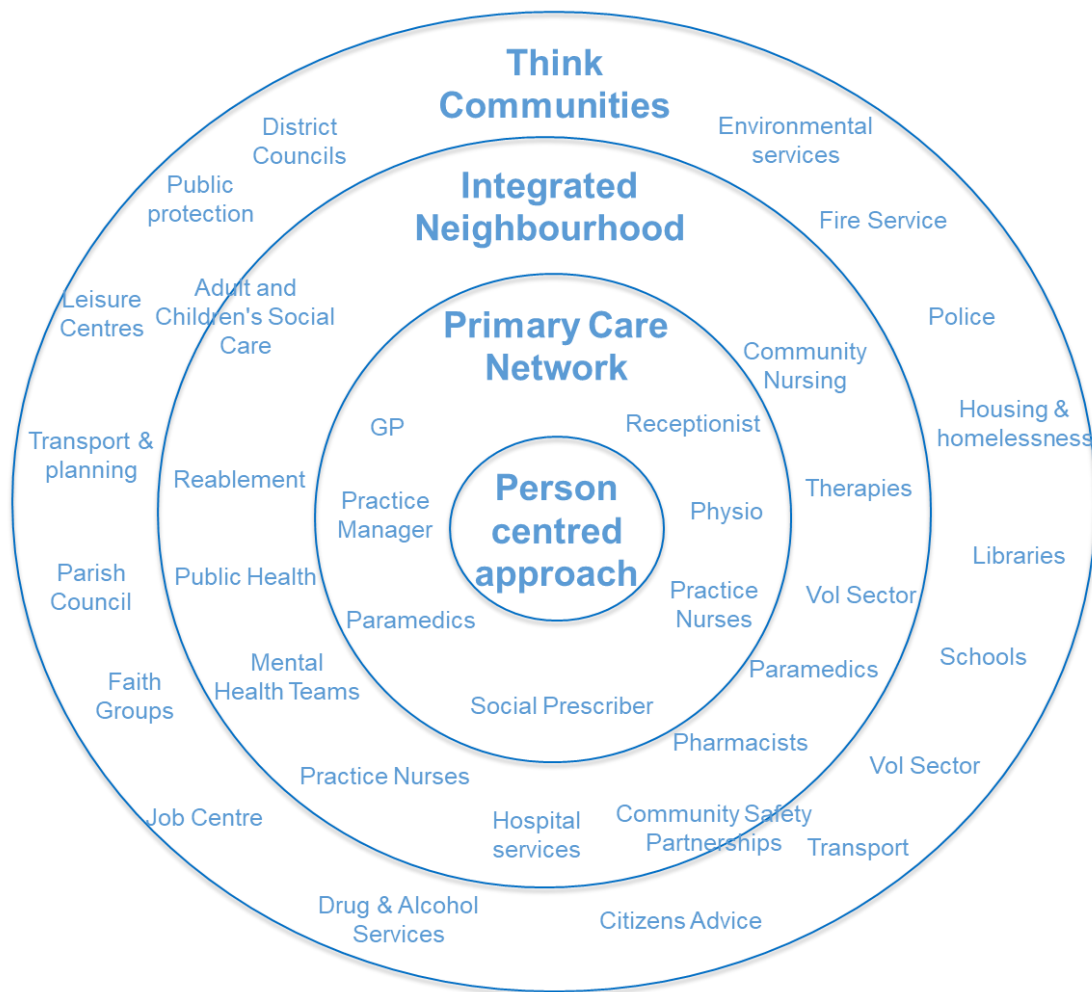 Think
Communities
District
Councils
Environmental
services
Public
protection
Integrated
Neighbourhood
Fire Service
Leisure
Centres
Adult and
Children's Social
Care
Primary Care
Network
Police
Community
Nursing
GP
Receptionist
Housing &
homelessness
Transport &
planning
Reablement
Practice
Manager
Person
centred
approach
Physio
Therapies
Libraries
Parish
Council
Public Health
Paramedics
Practice
Nurses
Vol Sector
Schools
Faith
Groups
Mental
Health Teams
Social Prescriber
Paramedics
Pharmacists
Vol Sector
Practice Nurses
Job Centre
Hospital
services
Community Safety
Partnerships
Transport
Drug & Alcohol
Services
Citizens Advice